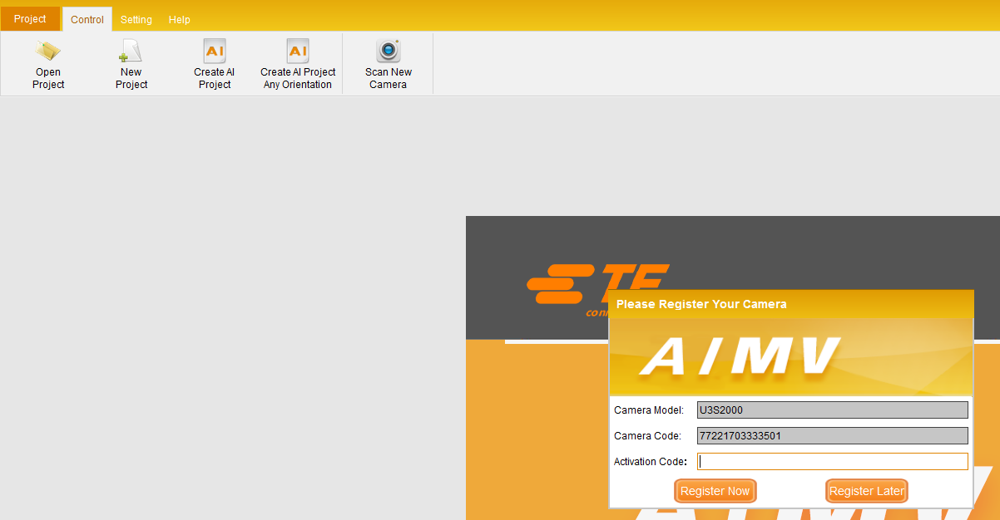 Project Control Setting Help
Open Project
New Project
Create AI Project
Create AI Project Any Orientation
Scan New Camera
AI
AI
TE
Please Register Your Camera
AIMV
Camera Model: U3S2000
Camera Code: 77221703333501
Activation Code:
Register Now Register Later
AIMV